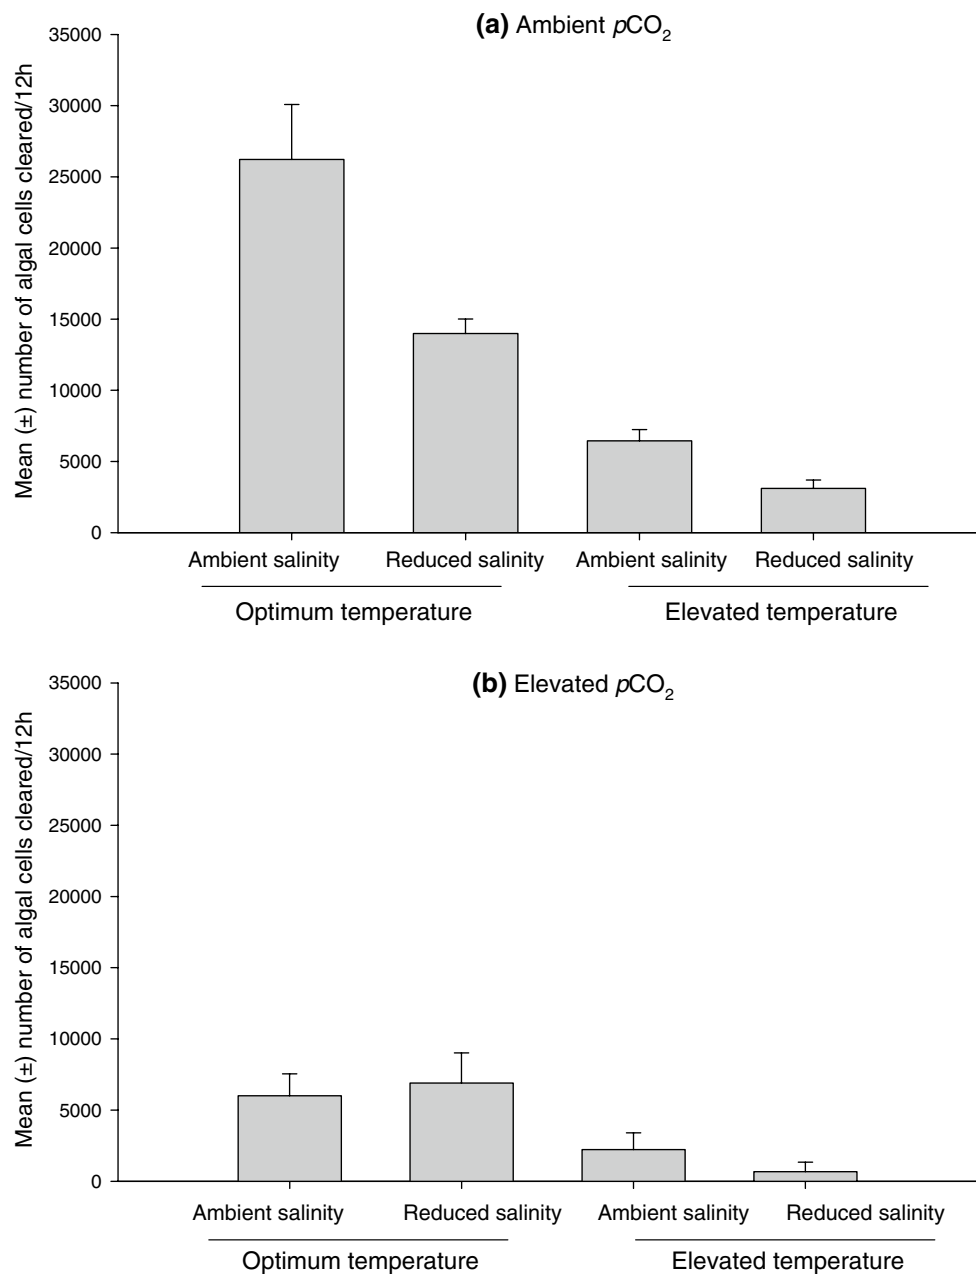 (a) Ambient pCO2
35000
30000
25000
20000
15000
10000
5000
0
Mean (±) number of algal cells cleared/12h
Ambient salinity Reduced salinity Ambient salinity Reduced salinity
Optimum temperature Elevated temperature
(b) Elevated pCO2
35000
30000
25000
20000
15000
10000
5000
0
Mean (±) number of algal cells cleared/12h
Ambient salinity Reduced salinity Ambient salinity Reduced salinity
Optimum temperature Elevated temperature